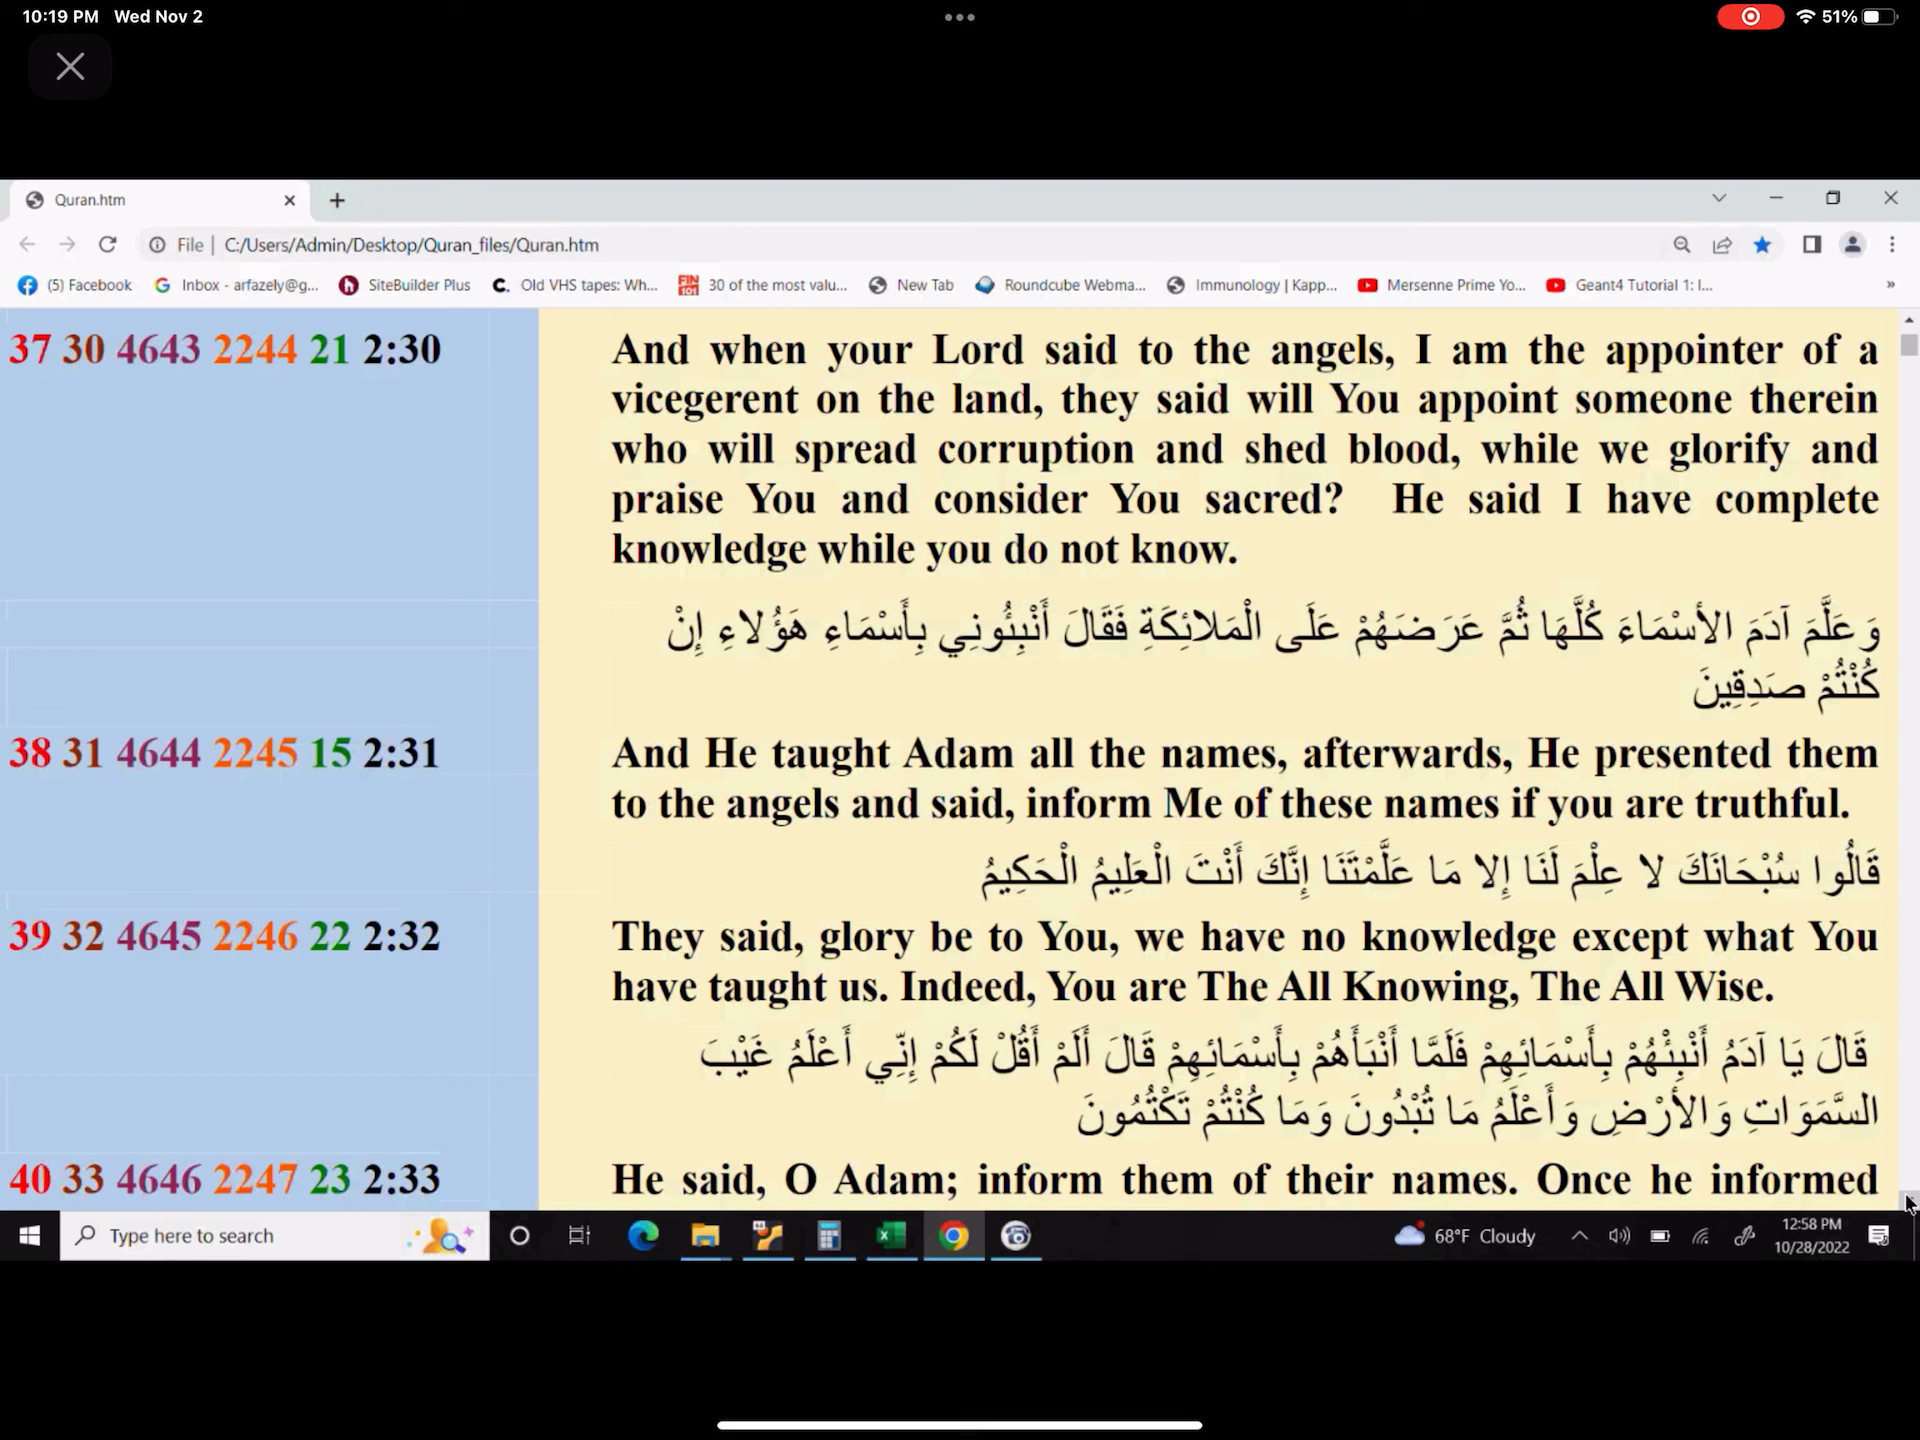 10:19 PM Wed Nov 2
51%
Quran.htm
File | C:/Users/Admin/Desktop/Quran_files/Quran.htm
(5) Facebook
Inbox - arfazely@g...
SiteBuilder Plus
Old VHS tapes: Wh...
FIN 101
30 of the most valu...
New Tab
Roundcube Webma...
Immunology | Kapp...
Mersenne Prime Yo...
Geant4 Tutorial 1: I...
37 30 4643 2244 21 2:30
And when your Lord said to the angels, I am the appointer of a
vicegerent on the land, they said will You appoint someone therein
who will spread corruption and shed blood, while we glorify and
praise You and consider You sacred? He said I have complete
knowledge while you do not know.
وَعَلَّمَ آدَمَ الأسْمَاءَ كُلَّهَا ثُمَّ عَرَضَهُمْ عَلَى الْمَلائِكَةِ فَقَالَ أَنْبِئُونِي بِأَسْمَاءِ هَؤُلاءِ إِنْ
كُنْتُمْ صَدِقِينَ
38 31 4644 2245 15 2:31
And He taught Adam all the names, afterwards, He presented them
to the angels and said, inform Me of these names if you are truthful.
قَالُوا سُبْحَانَكَ لا عِلْمَ لَنَا إِلا مَا عَلَّمْتَنَا إِنَّكَ أَنْتَ الْعَلِيمُ الْحَكِيمُ
39 32 4645 2246 22 2:32
They said, glory be to You, we have no knowledge except what You
have taught us. Indeed, You are The All Knowing, The All Wise.
قَالَ يَا آدَمُ أَنْبِئْهُمْ بِأَسْمَائِهِمْ فَلَمَّا أَنْبَأَهُمْ بِأَسْمَائِهِمْ قَالَ أَلَمْ أَقُلْ لَكُمْ إِنِّي أَعْلَمُ غَيْبَ
السَّمَوَاتِ وَالأرْضِ وَأَعْلَمُ مَا تُبْدُونَ وَمَا كُنْتُمْ تَكْتُمُونَ
40 33 4646 2247 23 2:33
He said, O Adam; inform them of their names. Once he informed
Type here to search
68°F Cloudy
12:58 PM
10/28/2022